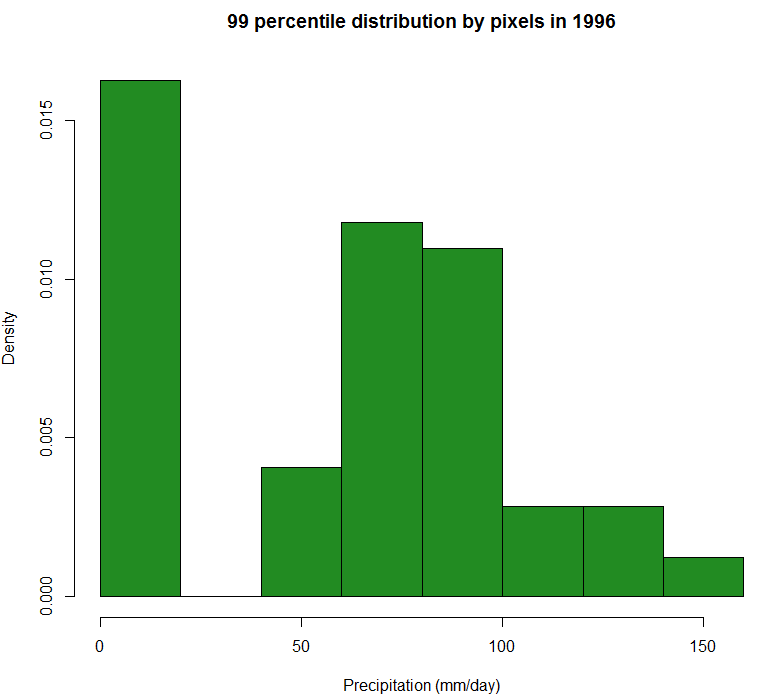 99 percentile distribution by pixels in 1996
Density
0.015
0.010
0.005
0.000
0 50 100 150
Precipitation (mm/day)